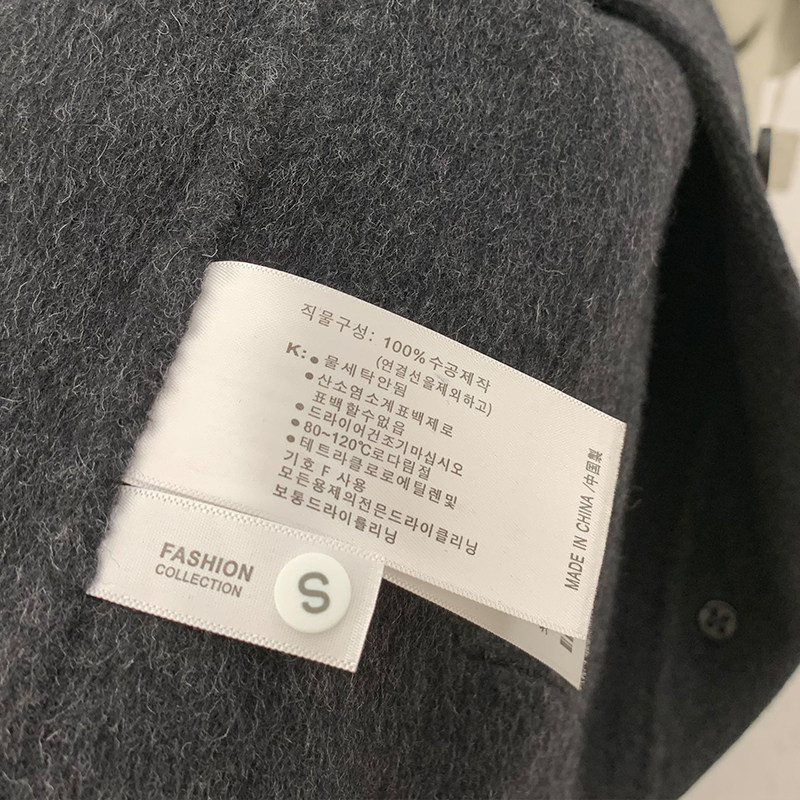 직물구성: 100%수공제작
(연결선을제외하고)
K:●물세탁안됨
●산소염소계표백제로
표백할수없음
●드라이어건조기마십시오
●80~120℃로다림절
●테트라클로로에틸렌및
기호 F 사용
모든용제의전믄드라이클리닝
보통드라이틀리닝
MADE IN CHINA /中国製
FASHION
COLLECTION
S